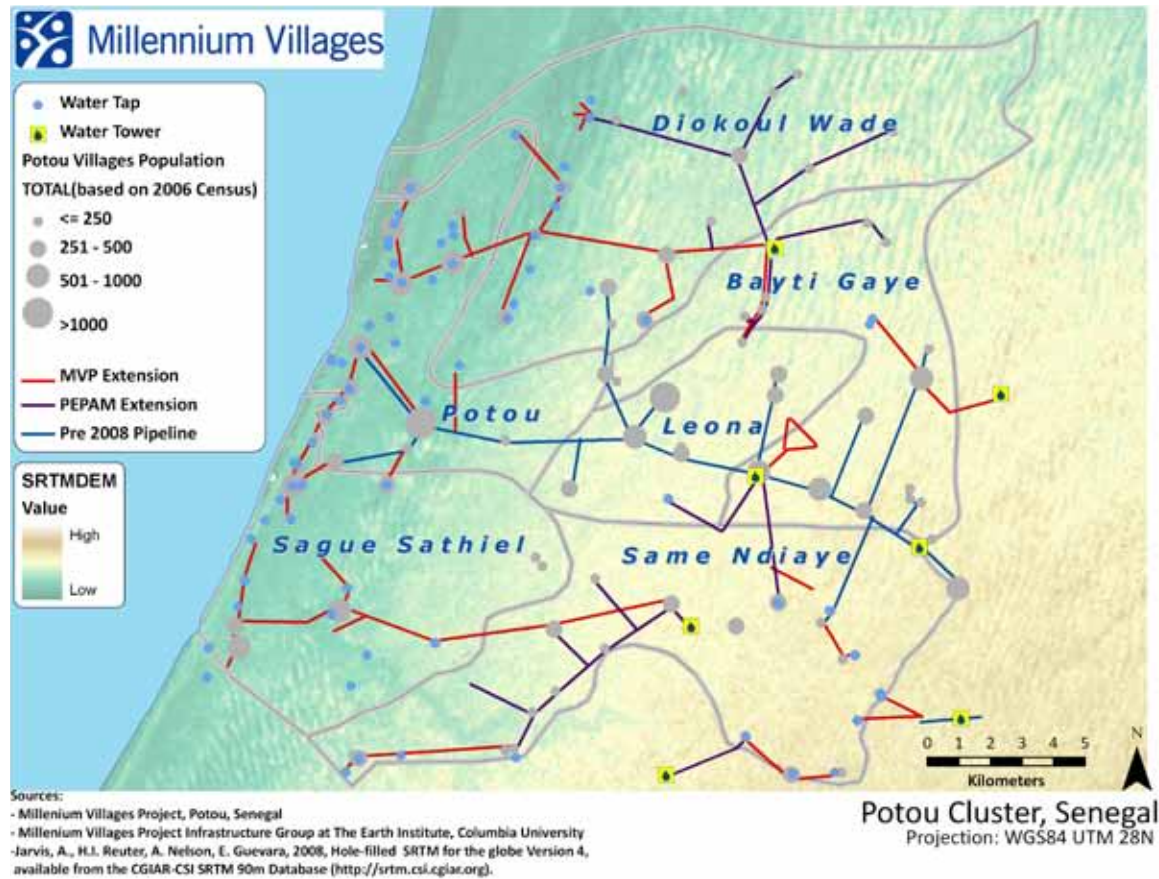 Millennium Villages
Water Tap
Water Tower
Potou Villages Population
TOTAL(based on 2006 Census)
<= 250
251 - 500
501 - 1000
>1000
MVP Extension
PEPAM Extension
Pre 2008 Pipeline
SRTMDEM
Value
High
Low
Diokoul Wade
Bayti Gaye
Potou
Leona
Sague Sathiel
Same Ndiaye
N
0 1 2 3 4 5
Kilometers
Sources:
- Millenium Villages Project, Potou, Senegal
- Millenium Villages Project Infrastructure Group at The Earth Institute, Columbia University
-Jarvis, A., H.I. Reuter, A. Nelson, E. Guevara, 2008, Hole-filled SRTM for the globe Version 4,
available from the CGIAR-CSI SRTM 90m Database (http://srtm.csi.cgiar.org).
Potou Cluster, Senegal
Projection: WGS84 UTM 28N